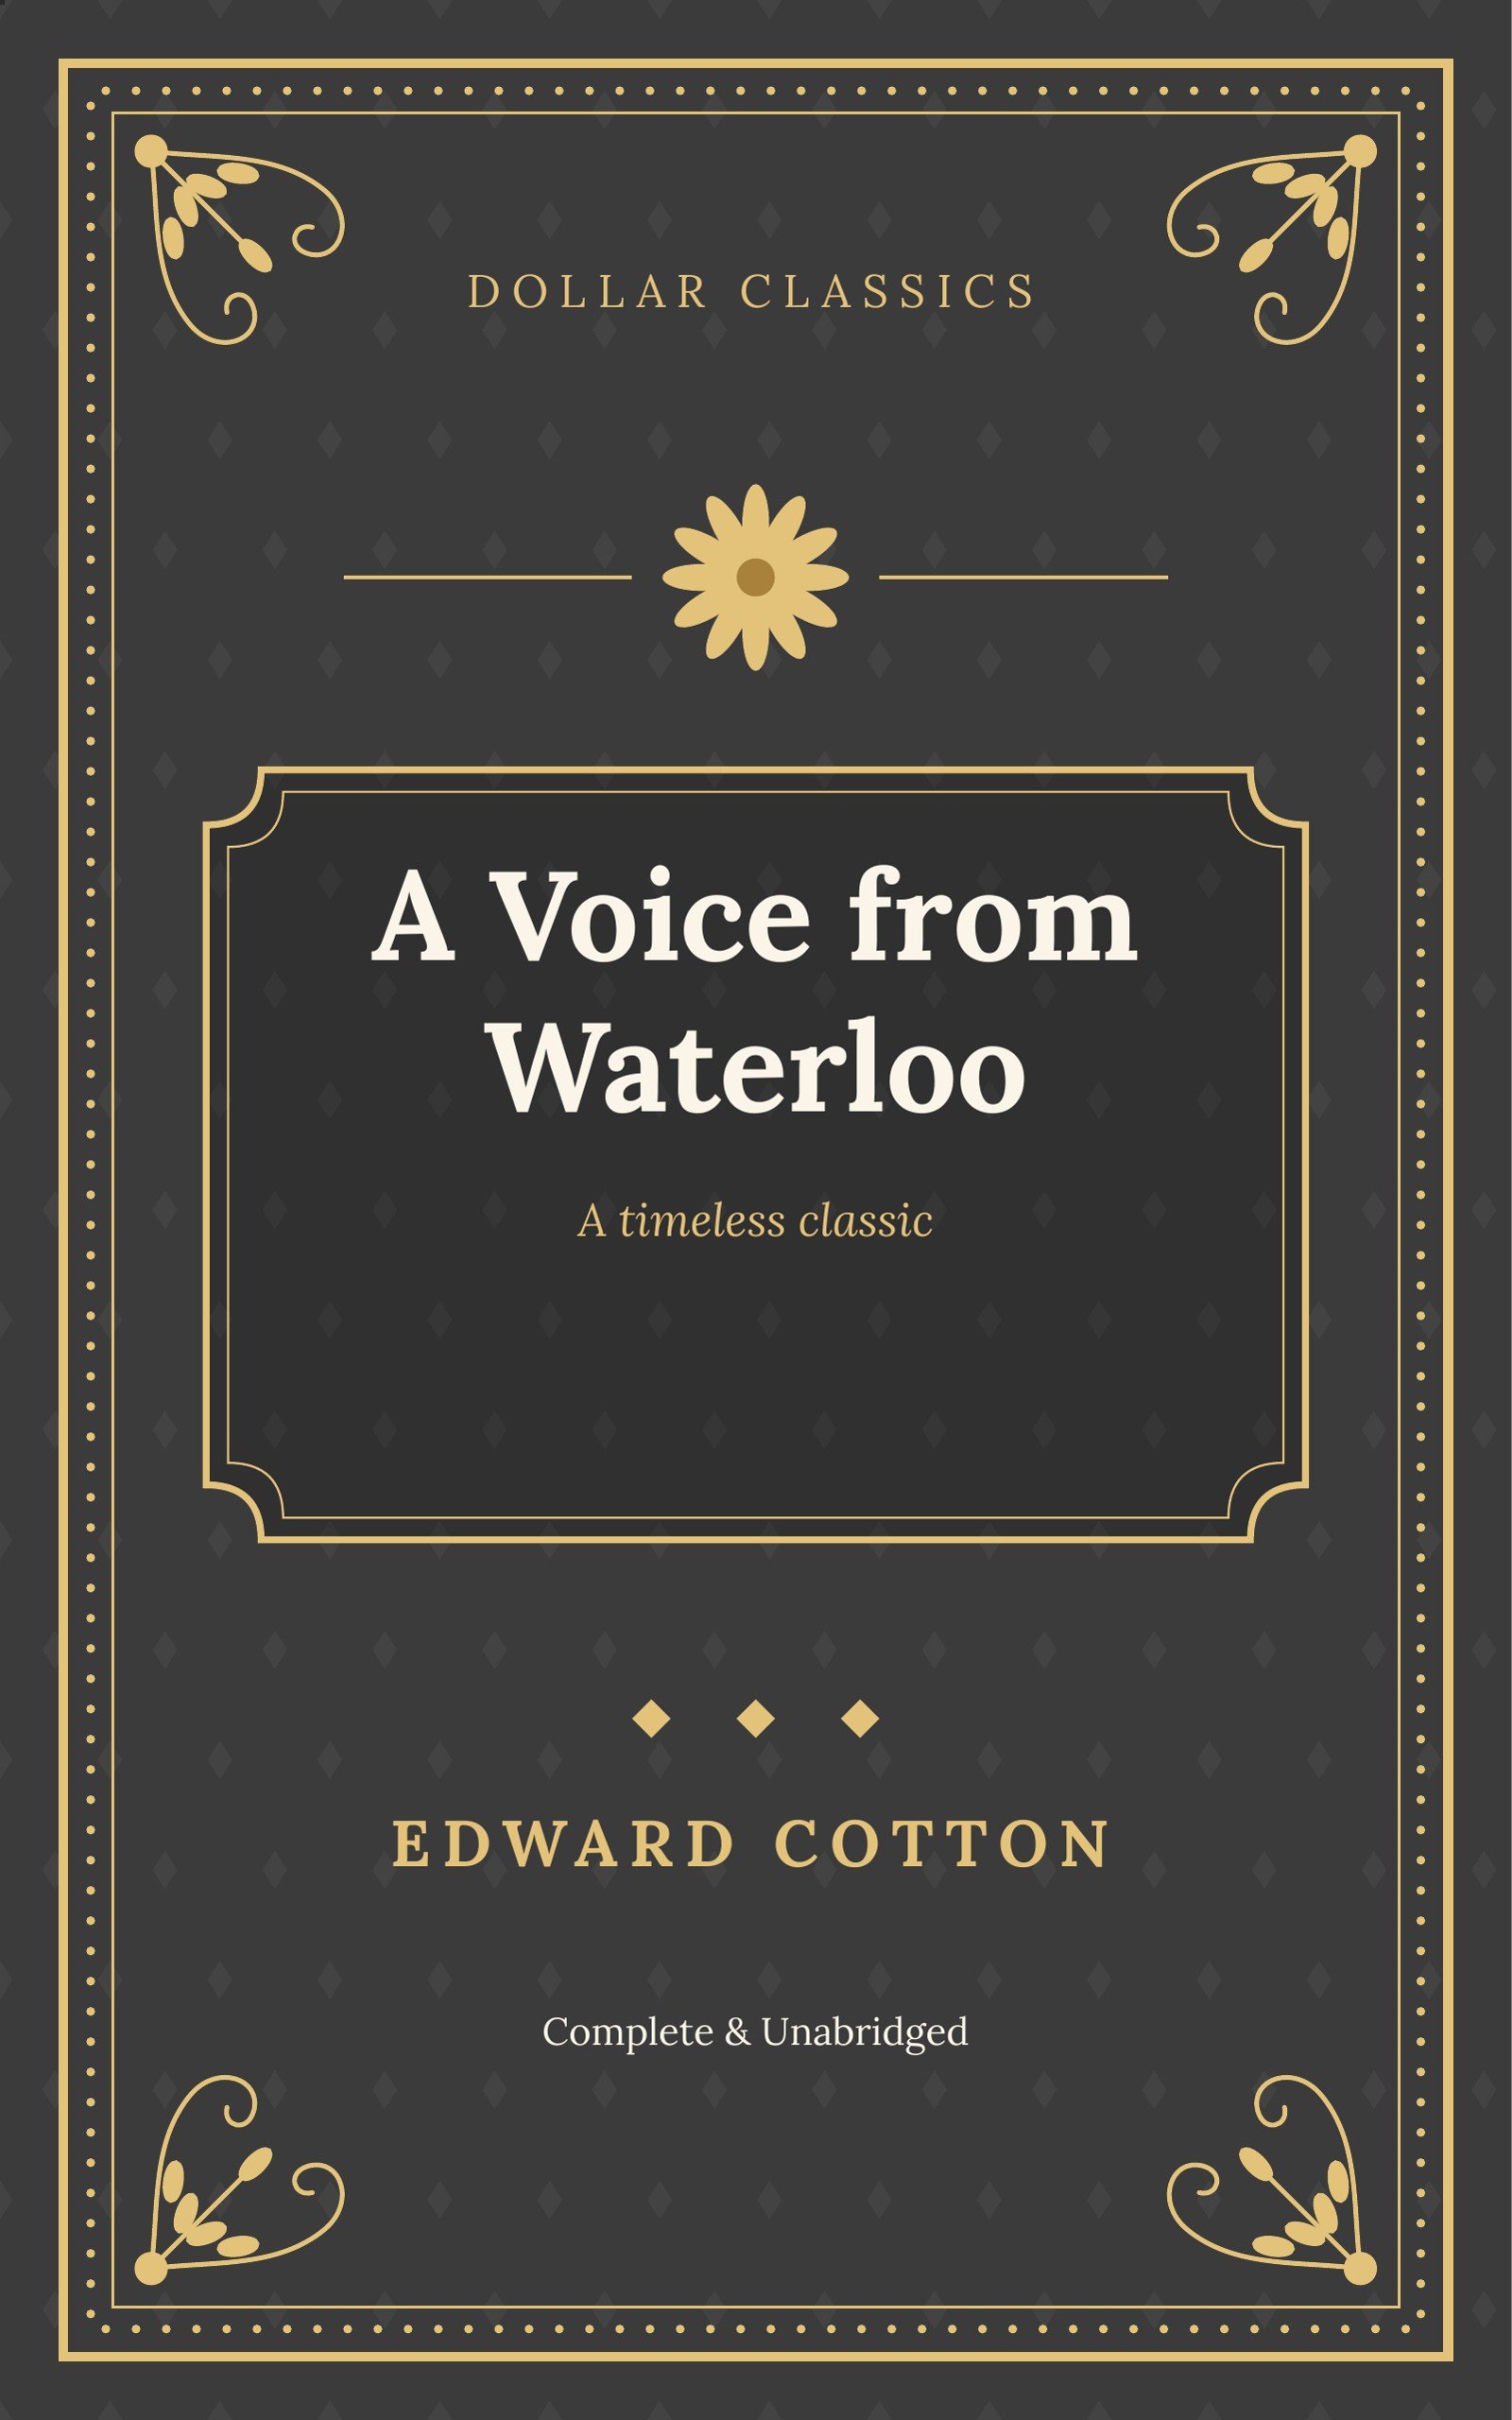 DOLLAR CLASSICS
A Voice from
Waterloo
A timeless classic
EDWARD COTTON
Complete & Unabridged